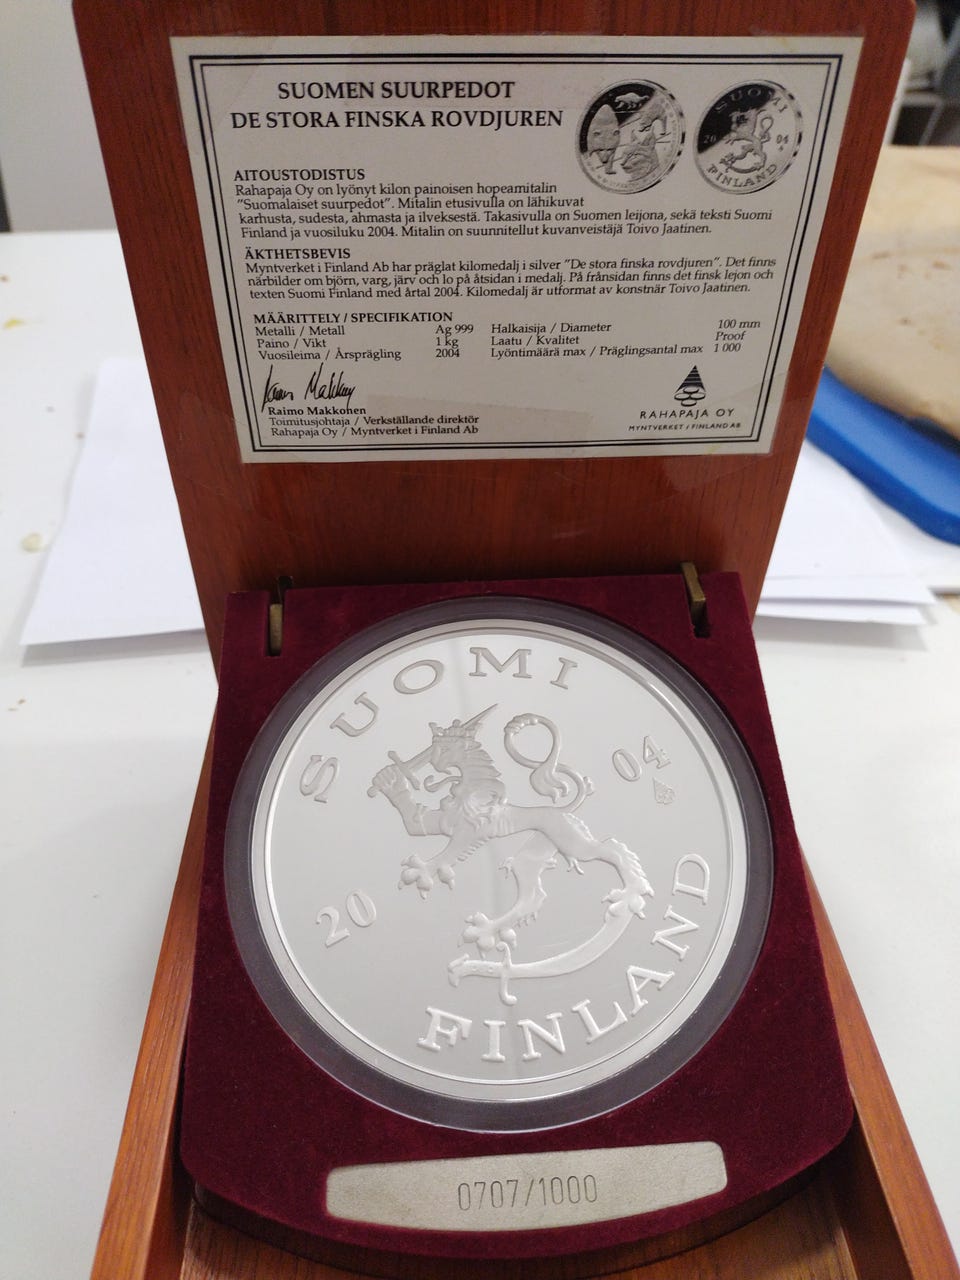 SUOMEN SUURPEDOT
DE STORA FINSKA ROVDJUREN
SUOMI
20 04
FINLAND
AITOUSTODISTUS
Rahapaja Oy on lyönyt kilon painoisen hopeamitalin
"Suomalaiset suurpedot". Mitalin etusivulla on lähikuvat
karhusta, sudesta, ahmasta ja ilveksestä. Takasivulla on Suomen leijona, sekä teksti Suomi
Finland ja vuosiluku 2004. Mitalin on suunnitellut kuvanveistäjä Toivo Jaatinen.
ÄKTHETSBEVIS
Myntverket i Finland Ab har präglat kilomedalj i silver "De stora finska rovdjuren". Det finns
närbilder om björn, varg, järv och lo på åtsidan i medalj. På frånsidan finns det finsk lejon och
texten Suomi Finland med årtal 2004. Kilomedalj är utformat av konstnär Toivo Jaatinen.
MÄÄRITTELY / SPECIFIKATION
Metalli / Metall Ag 999 Halkaisija / Diameter 100 mm
Paino / Vikt 1 kg Laatu / Kvalitet Proof
Vuosileima / Årsprägling 2004 Lyöntimäärä max / Präglingsantal max 1 000
Raimo Makkonen
Raimo Makkonen
Toimitusjohtaja / Verkställande direktör
Rahapaja Oy / Myntverket i Finland Ab
RAHAPAJA OY
MYNTVERKET I FINLAND AB
SUOMI
20 04
FINLAND
0707/1000